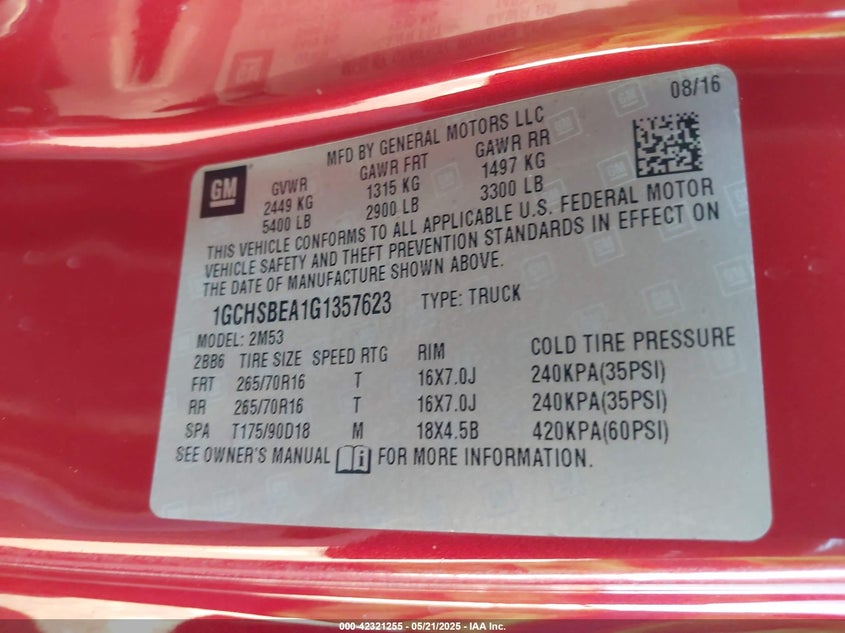 08/16
MFD BY GENERAL MOTORS LLC
GM
GVWR GAWR FRT GAWR RR
2449 KG 1315 KG 1497 KG
5400 LB 2900 LB 3300 LB
THIS VEHICLE CONFORMS TO ALL APPLICABLE U.S. FEDERAL MOTOR
VEHICLE SAFETY AND THEFT PREVENTION STANDARDS IN EFFECT ON
THE DATE OF MANUFACTURE SHOWN ABOVE.
1GCHSBEA1G1357623 TYPE: TRUCK
MODEL: 2M53
2BB6 TIRE SIZE SPEED RTG RIM COLD TIRE PRESSURE
FRT 265/70R16 T 16X7.0J 240KPA(35PSI)
RR 265/70R16 T 16X7.0J 240KPA(35PSI)
SPA T175/90D18 M 18X4.5B 420KPA(60PSI)
SEE OWNER'S MANUAL i FOR MORE INFORMATION.
000-42321255 - 05/21/2025 - IAA Inc.